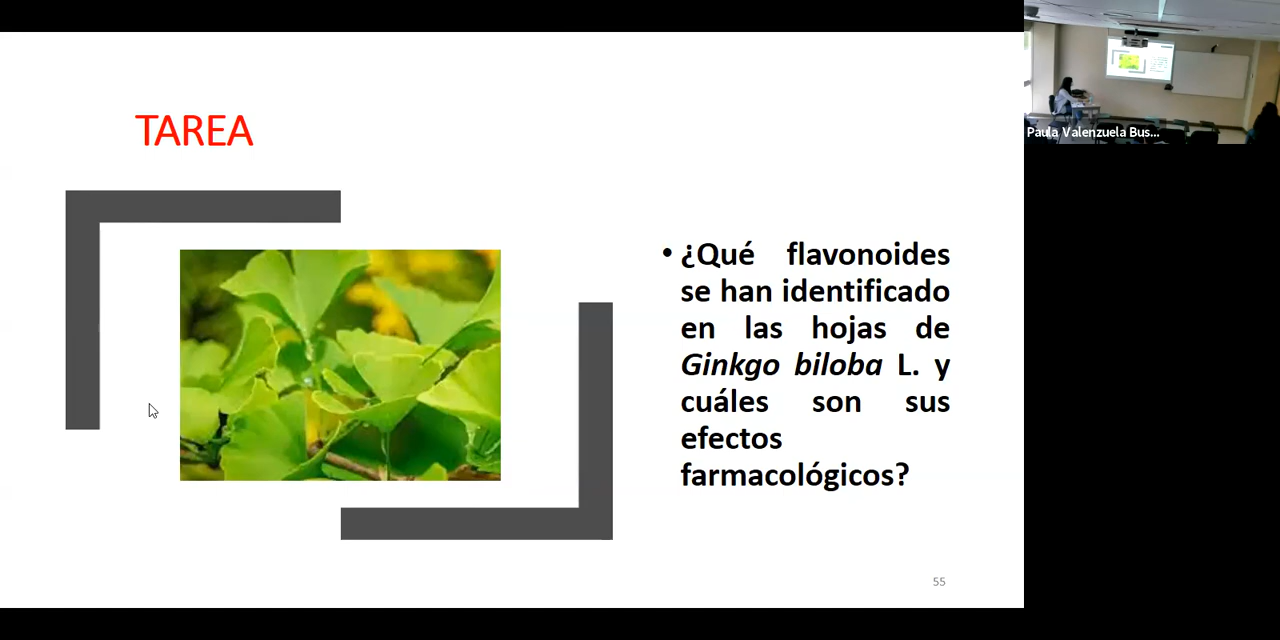 TAREA
• ¿Qué flavonoides
se han identificado
en las hojas de
Ginkgo biloba L. y
cuáles son sus
efectos
farmacológicos?
55
Paula Valenzuela Bus...